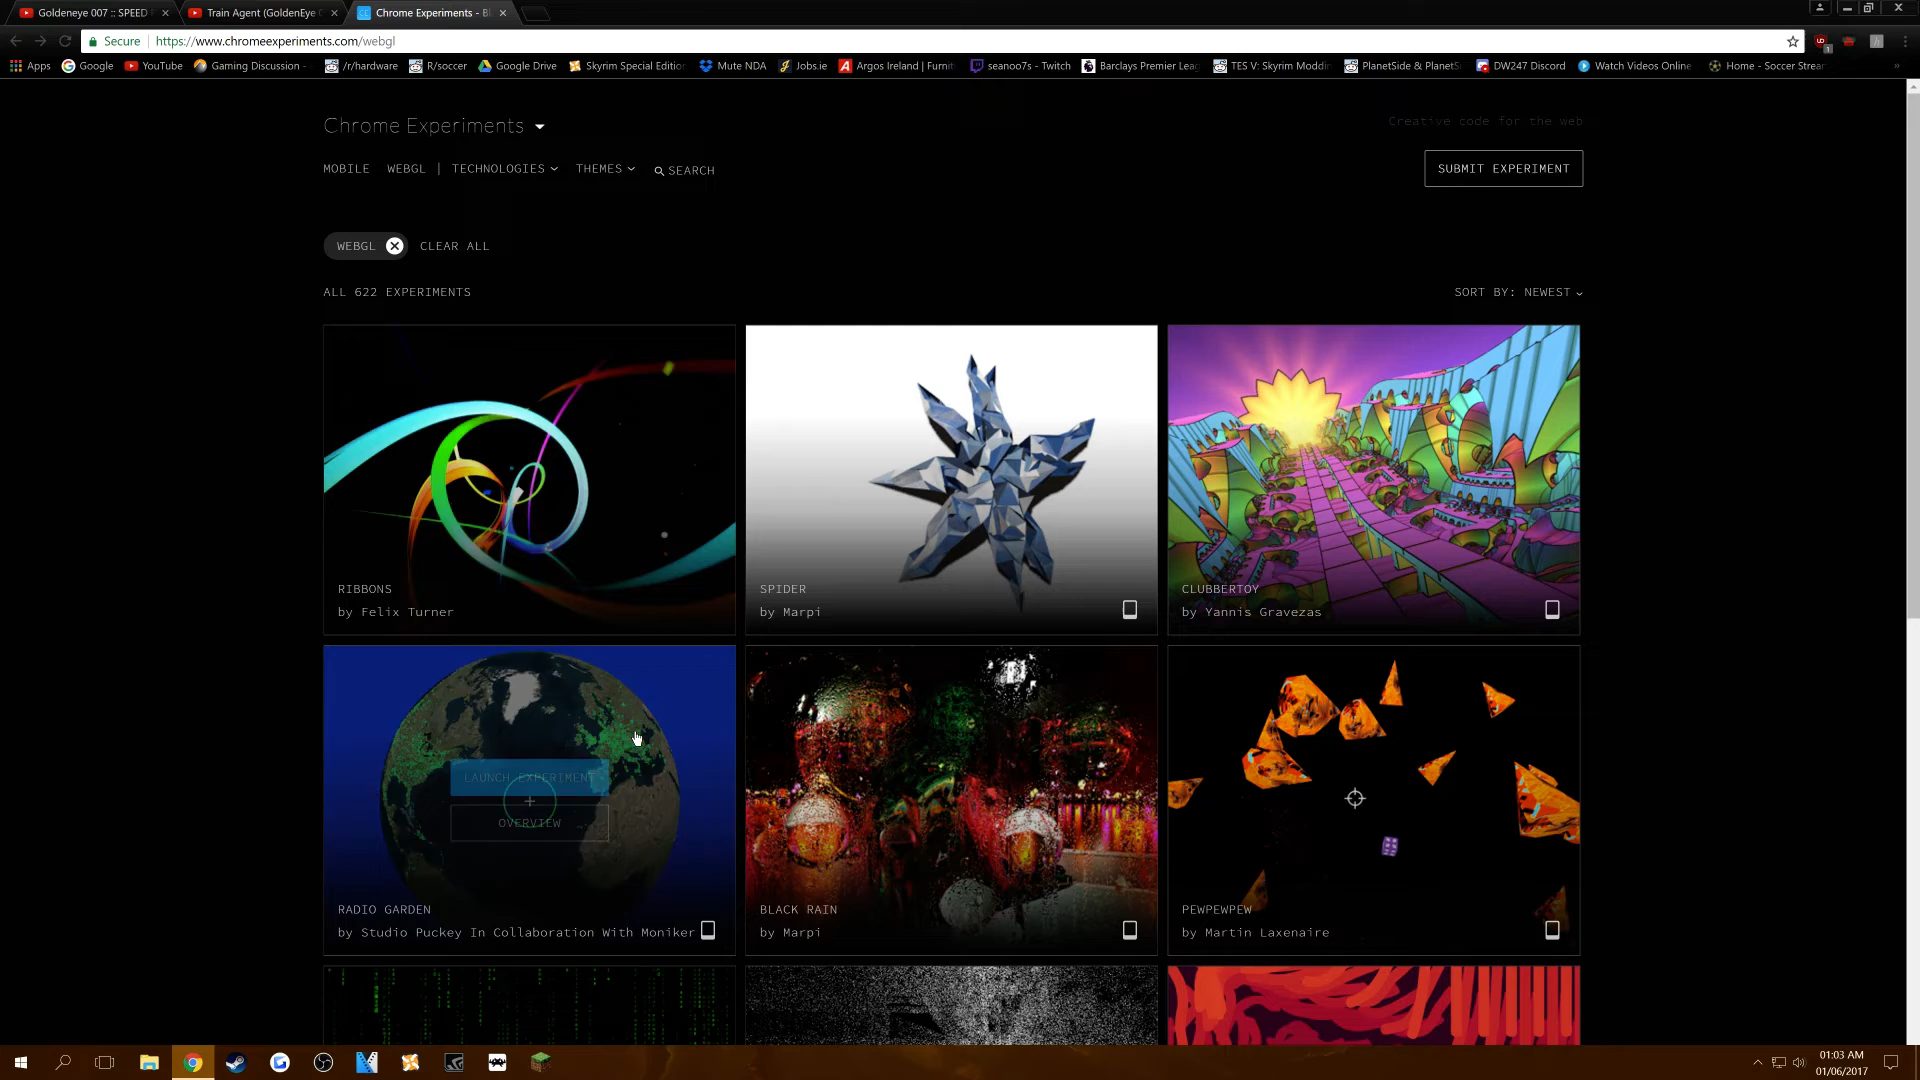 Goldeneye 007 :: SPEED
Train Agent (GoldenEye
Chrome Experiments - B
Secure
https://www.chromeexperiments.com/webgl
Apps
Google
YouTube
Gaming Discussion -
/r/hardware
R/soccer
Google Drive
Skyrim Special Edition
Mute NDA
Jobs.ie
Argos Ireland | Furnit
seanoo7s - Twitch
Barclays Premier Leag
TES V: Skyrim Moddin
PlanetSide & PlanetSi
DW247 Discord
Watch Videos Online
Home - Soccer Strea
»
Chrome Experiments
Creative code for the web
MOBILE
WEBGL |
TECHNOLOGIES
THEMES
SEARCH
SUBMIT EXPERIMENT
WEBGL
CLEAR ALL
ALL 622 EXPERIMENTS
SORT BY: NEWEST
RIBBONS
by Felix Turner
SPIDER
by Marpi
CLUBBERTOY
by Yannis Gravezas
LAUNCH EXPERIMENT
OVERVIEW
RADIO GARDEN
by Studio Puckey In Collaboration With Moniker
BLACK RAIN
by Marpi
PEWPEWPEW
by Martin Laxenaire
01:03 AM
01/06/2017